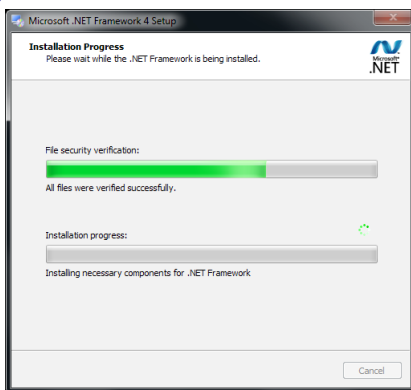 Microsoft .NET Framework 4 Setup
Installation Progress
Please wait while the .NET Framework is being installed.
Microsoft®
.NET
File security verification:
All files were verified successfully.
Installation progress:
Installing necessary components for .NET Framework
Cancel